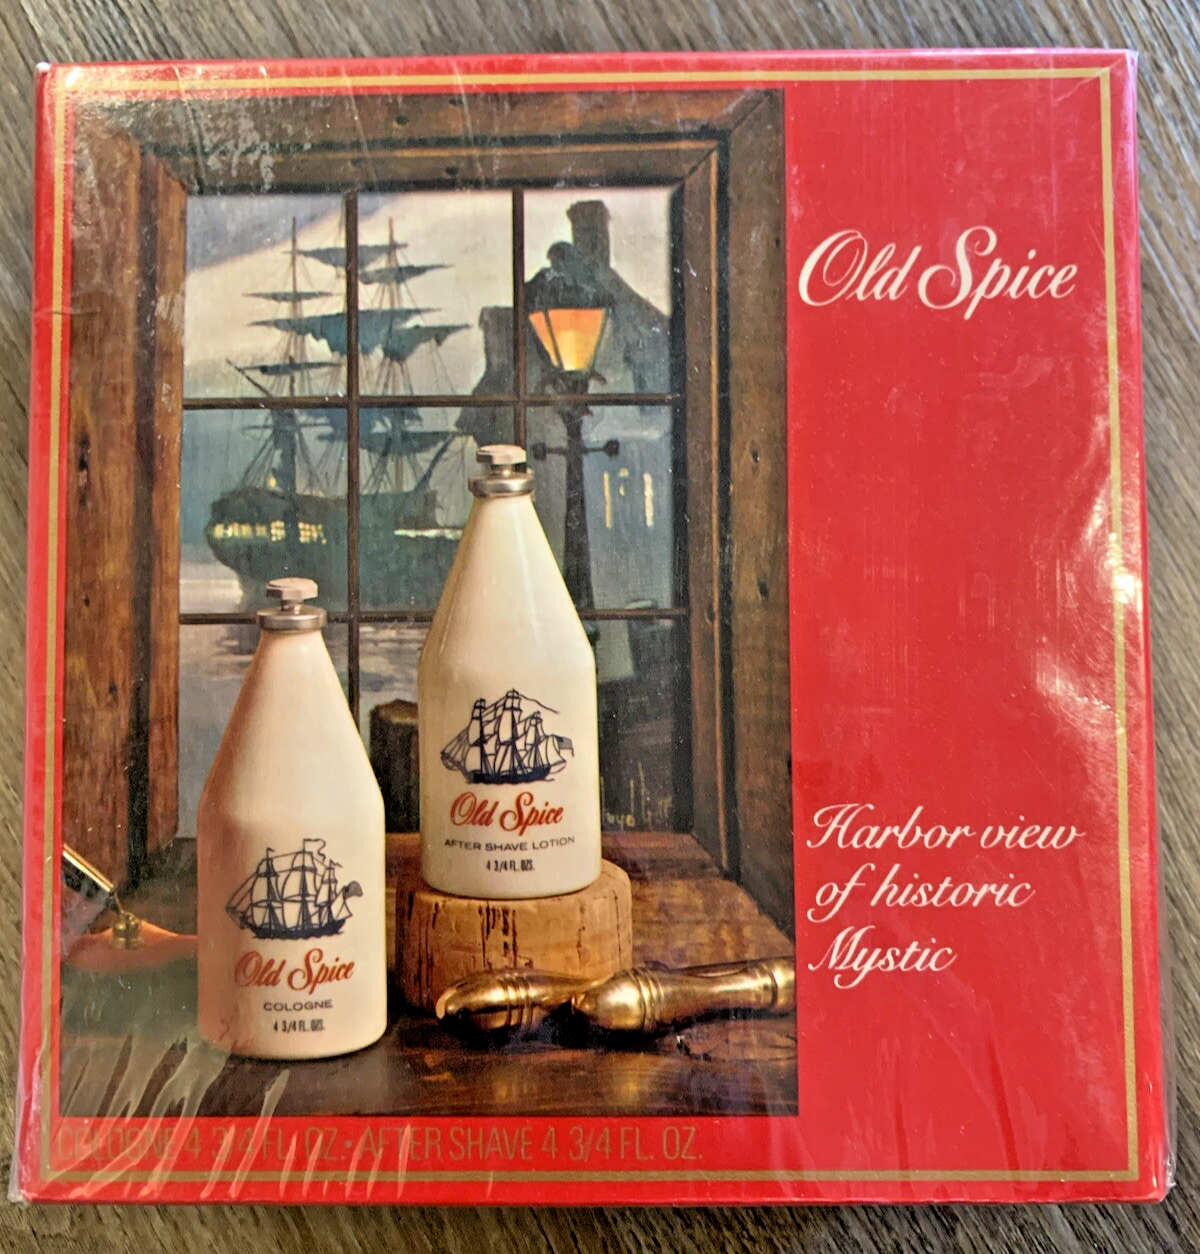 Old Spice
Old Spice
AFTER SHAVE LOTION
4 3/4 FL. OZS.
Old Spice
COLOGNE
4 3/4 FL. OZS.
Harbor view
of historic
Mystic
COLOGNE 4 3/4 FL. OZ. • AFTER SHAVE 4 3/4 FL. OZ.